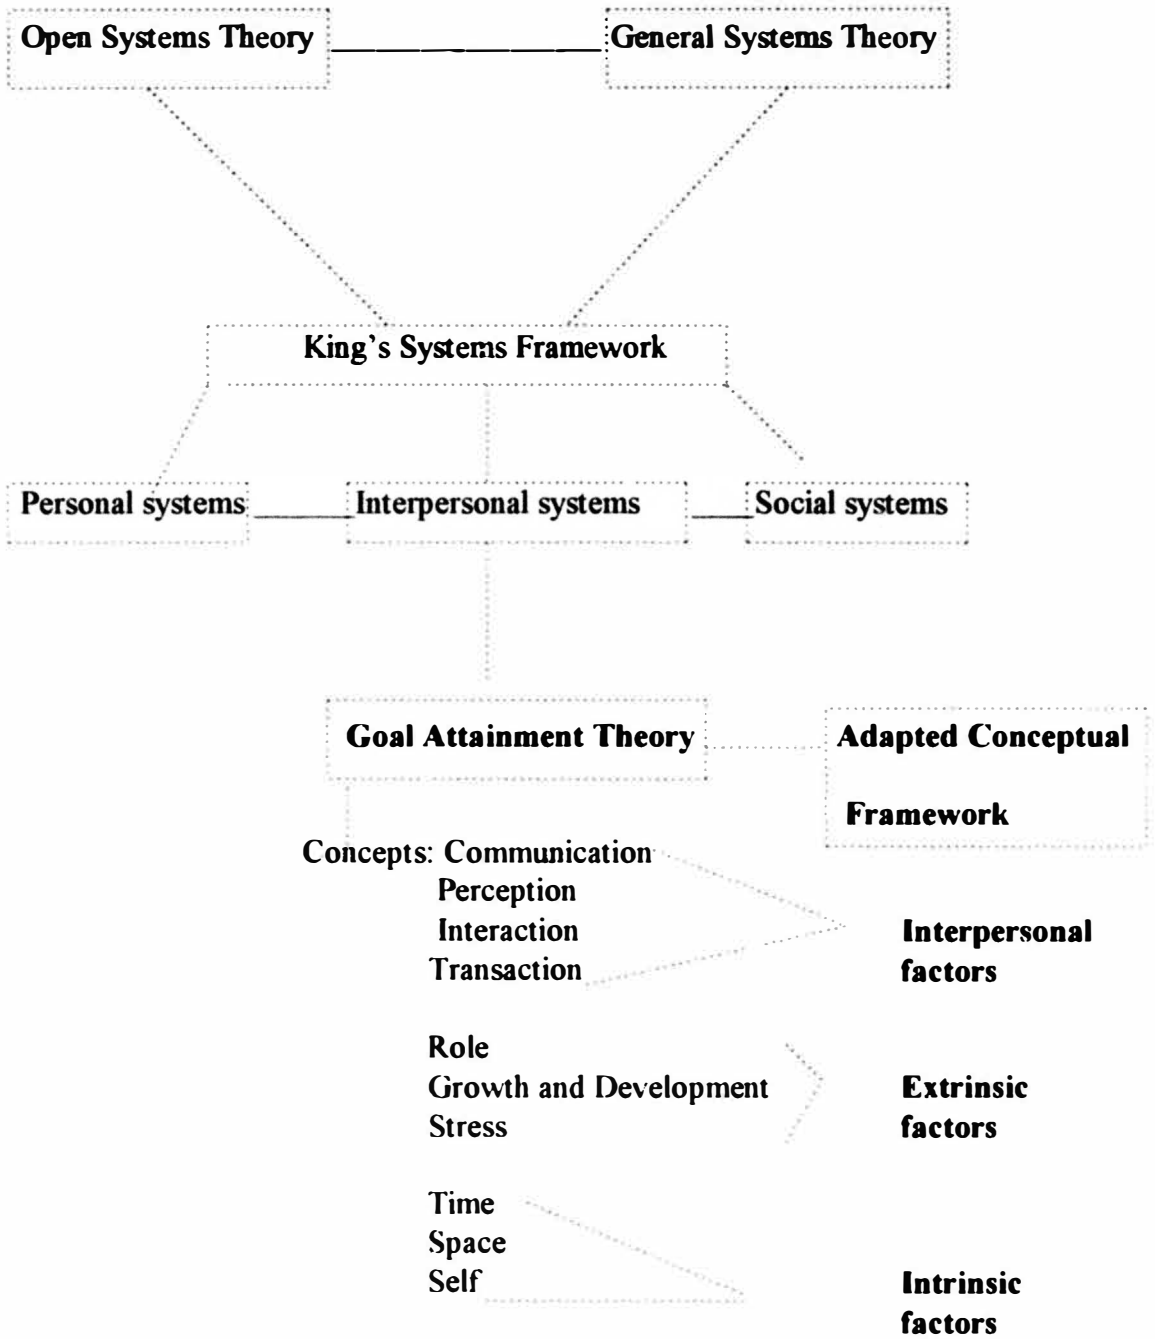 Open Systems Theory
General Systems Theory
King's Systems Framework
Personal systems
Interpersonal systems
Social systems
Goal Attainment Theory
Adapted Conceptual
Framework
Concepts: Communication
Perception
Interaction
Transaction
Interpersonal
factors
Role
Growth and Development
Stress
Extrinsic
factors
Time
Space
Self
Intrinsic
factors